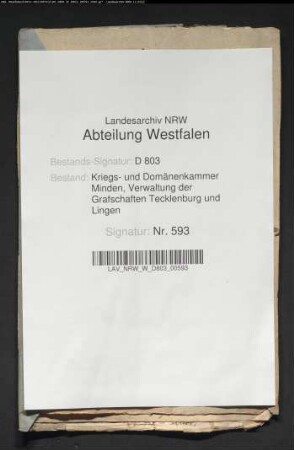 Landesarchiv NRW
Abteilung Westfalen
Bestands-Signatur: D 803
Bestand: Kriegs- und Domänenkammer
Minden, Verwaltung der
Grafschaften Tecklenburg und
Lingen
Signatur: Nr. 593
LAV_NRW_W_D803_00593